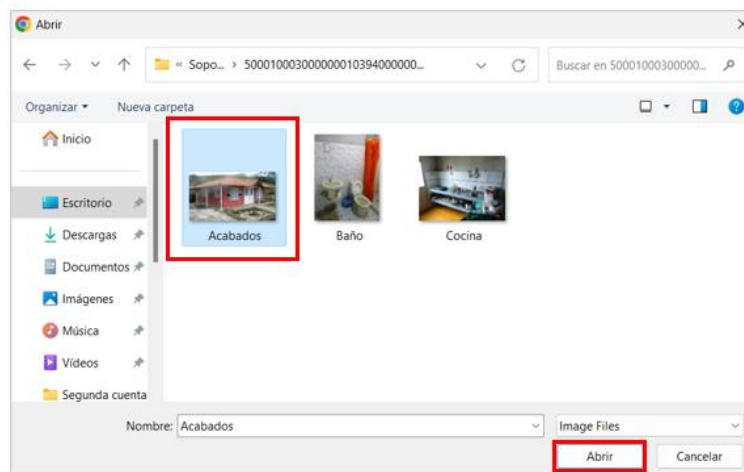 Abrir
« Sopo... › 500010003000000010394000000...
Buscar en 50001000300000...
Organizar
Nueva carpeta
Inicio
Escritorio
Descargas
Documentos
Imágenes
Música
Vídeos
Segunda cuenta
Acabados
Baño
Cocina
Nombre: Acabados
Image Files
Abrir
Cancelar